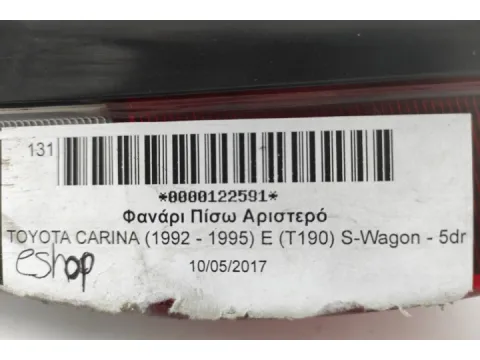 131
*0000122591*
Φανάρι Πίσω Αριστερό
TOYOTA CARINA (1992 - 1995) E (T190) S-Wagon - 5dr
eshop
10/05/2017